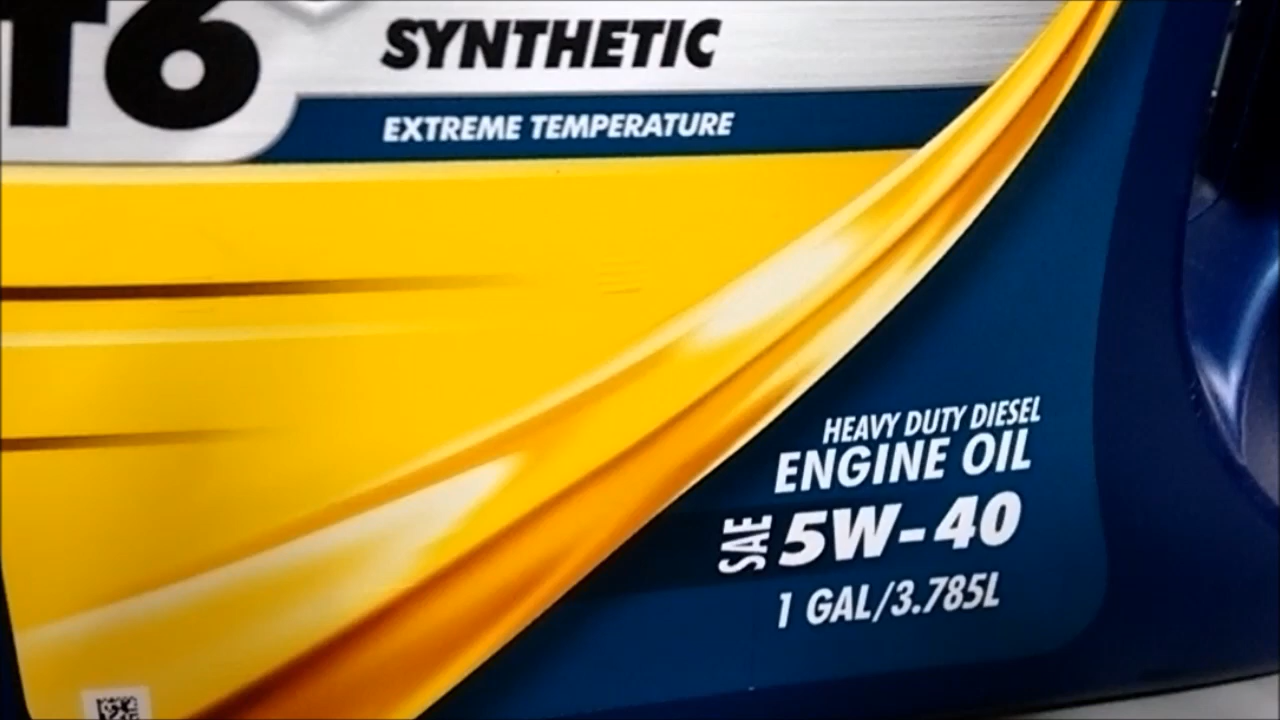 T6
SYNTHETIC
EXTREME TEMPERATURE
HEAVY DUTY DIESEL
ENGINE OIL
SAE 5W-40
1 GAL/3.785L